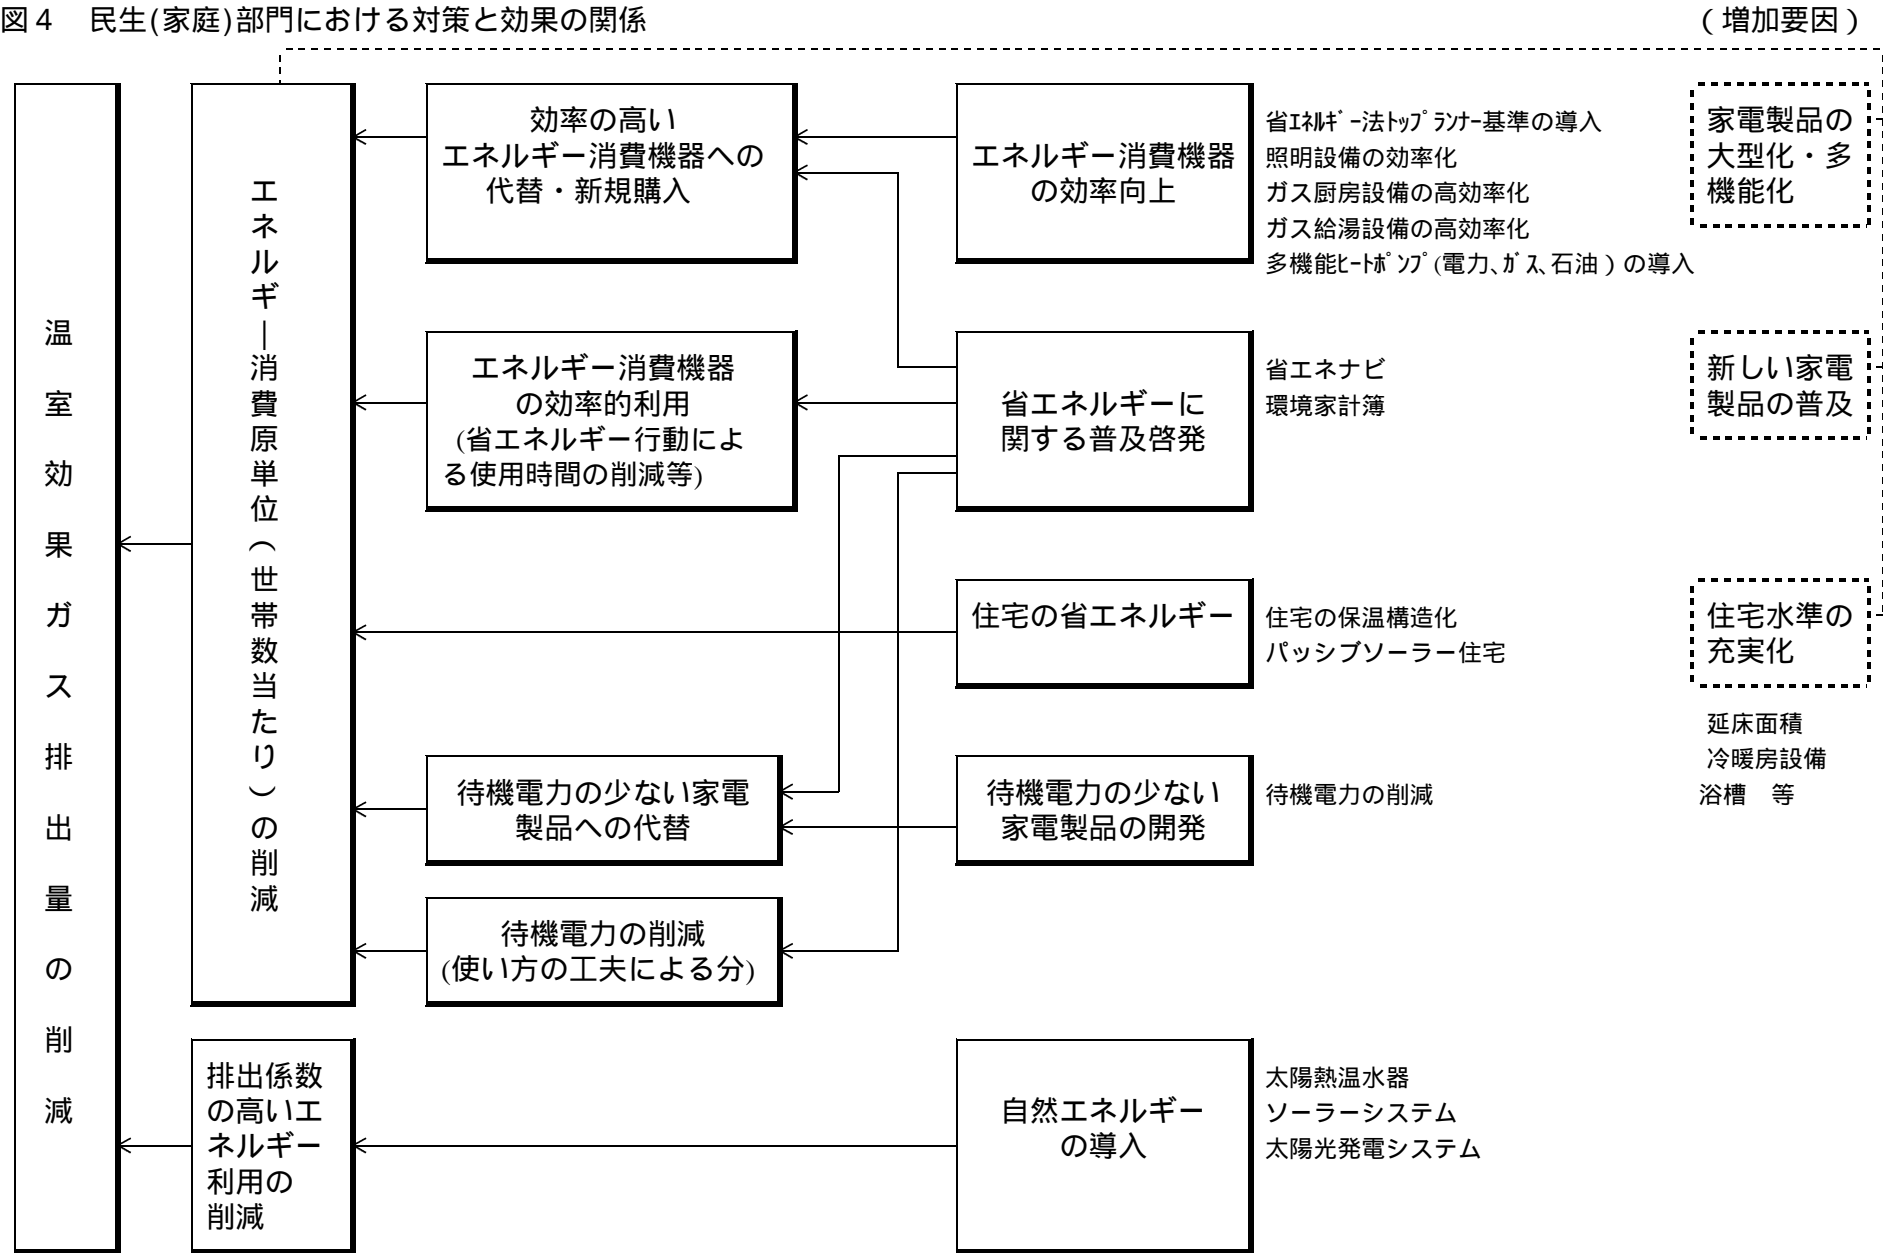 図４　民生(家庭)部門における対策と効果の関係
（増加要因）
温室効果ガス排出量の削減
エネルギ―消費原単位（世帯数当たり）の削減
効率の高い
エネルギー消費機器への
代替・新規購入
エネルギー消費機器
の効率向上
省ｴﾈﾙｷﾞｰ法ﾄｯﾌﾟﾗﾝﾅｰ基準の導入
照明設備の効率化
ガス厨房設備の高効率化
ガス給湯設備の高効率化
多機能ﾋｰﾄﾎﾟﾝﾌﾟ(電力､ｶﾞｽ､石油）の導入
家電製品の
大型化・多
機能化
エネルギー消費機器
の効率的利用
(省エネルギー行動によ
る使用時間の削減等)
省エネルギーに
関する普及啓発
省エネナビ
環境家計簿
新しい家電
製品の普及
住宅の省エネルギー
住宅の保温構造化
パッシブソーラー住宅
住宅水準の
充実化
延床面積
冷暖房設備
浴槽　等
待機電力の少ない家電
製品への代替
待機電力の少ない
家電製品の開発
待機電力の削減
待機電力の削減
(使い方の工夫による分)
排出係数
の高いエ
ネルギー
利用の
削減
自然エネルギー
の導入
太陽熱温水器
ソーラーシステム
太陽光発電システム